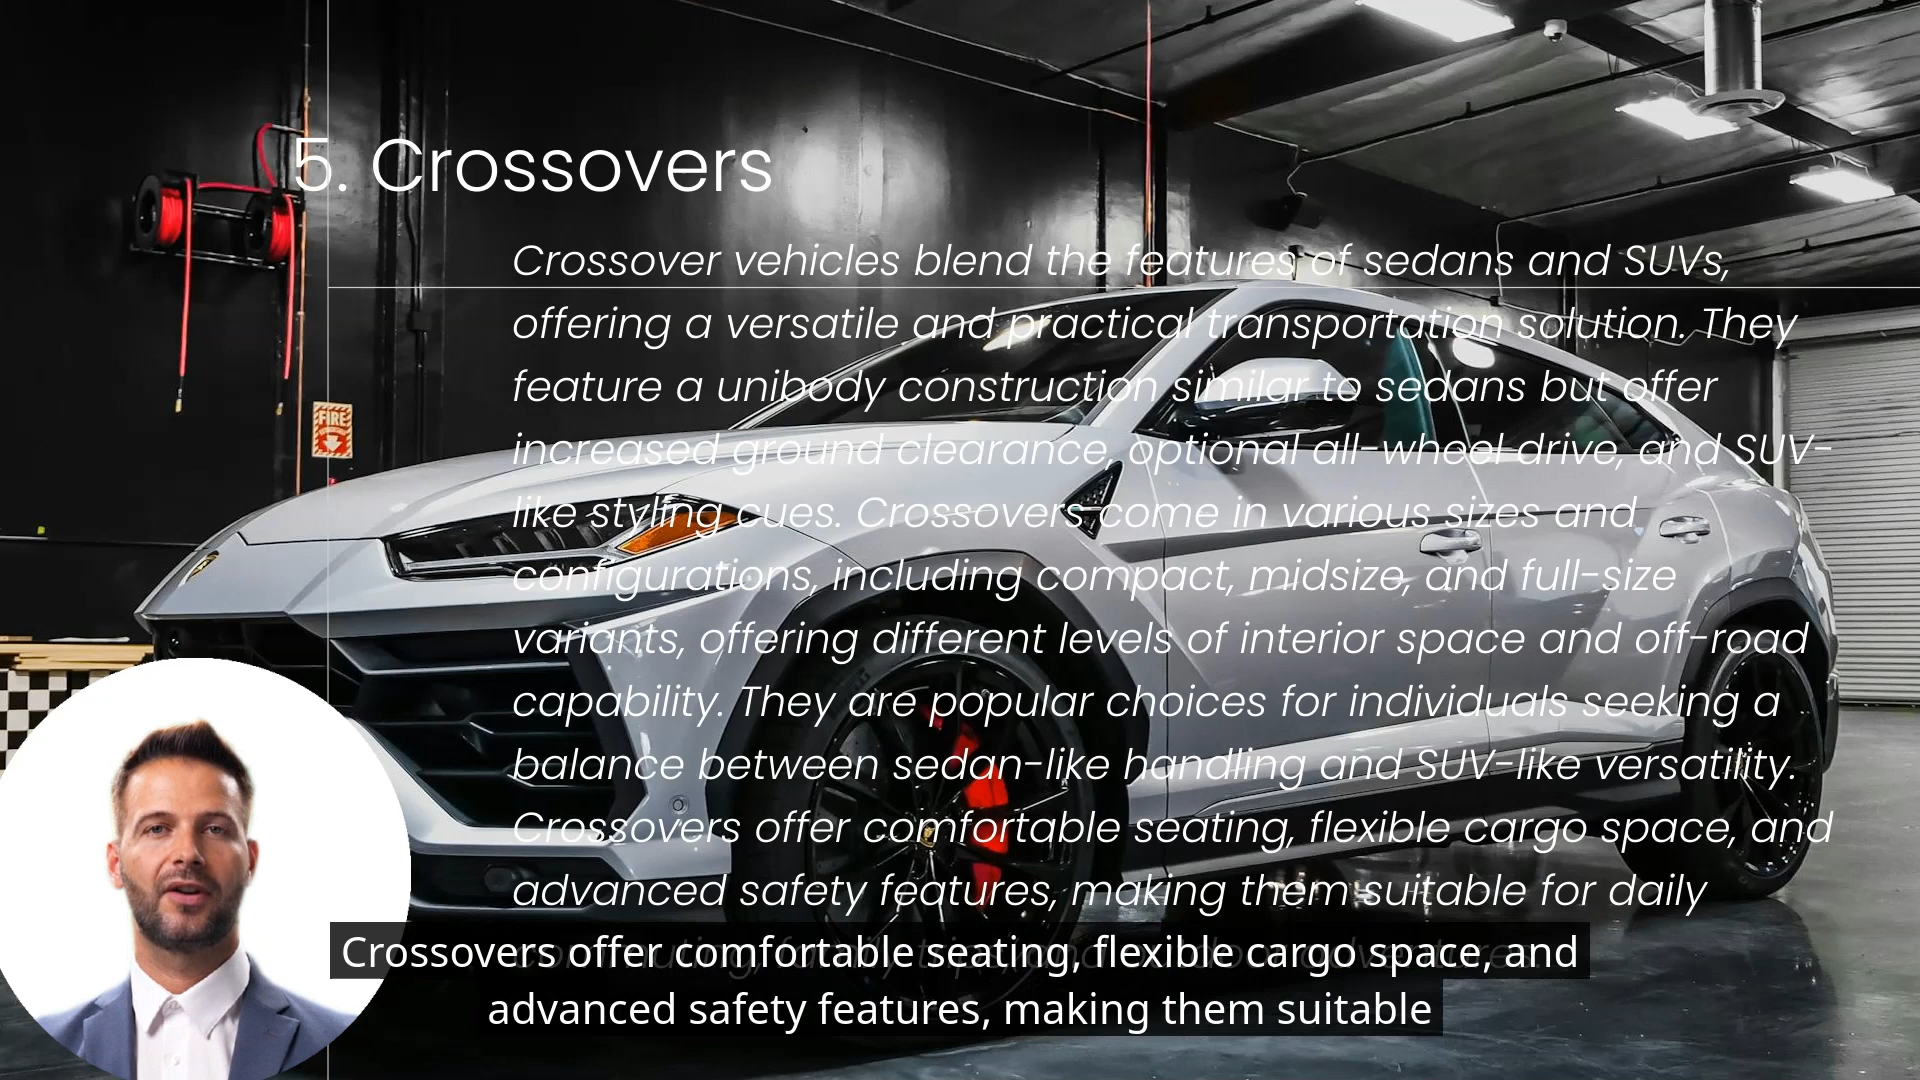 5. Crossovers
Crossover vehicles blend the features of sedans and SUVs,
offering a versatile and practical transportation solution. They
feature a unibody construction similar to sedans but offer
increased ground clearance, optional all-wheel drive, and SUV-
like styling cues. Crossovers come in various sizes and
configurations, including compact, midsize, and full-size
variants, offering different levels of interior space and off-road
capability. They are popular choices for individuals seeking a
balance between sedan-like handling and SUV-like versatility.
Crossovers offer comfortable seating, flexible cargo space, and
advanced safety features, making them suitable for daily
Crossovers offer comfortable seating, flexible cargo space, and
advanced safety features, making them suitable
FIRE